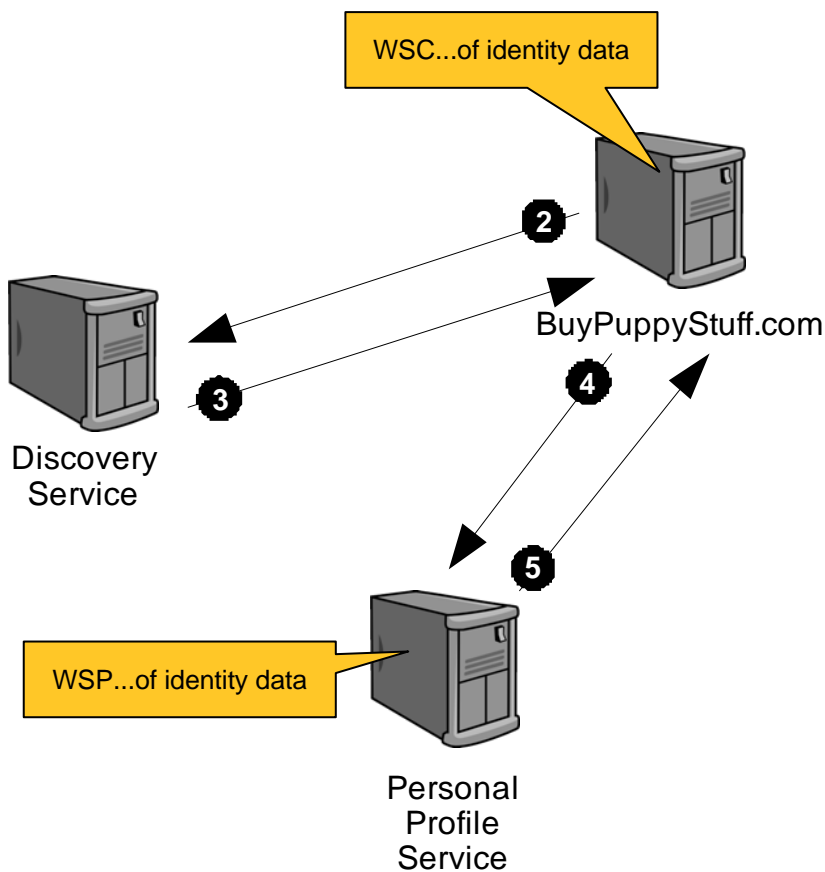 WSC...of identity data
2
BuyPuppyStuff.com
3
4
Discovery
Service
5
WSP...of identity data
Personal
Profile
Service